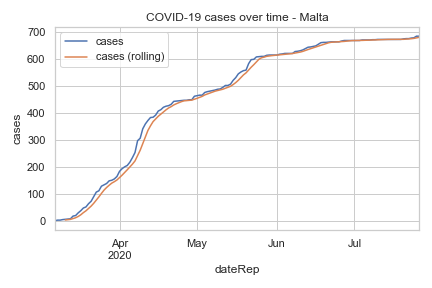 COVID-19 cases over time - Malta
700
600
500
400
300
200
100
0
cases
cases (rolling)
cases
Apr
2020
May
Jun
Jul
dateRep